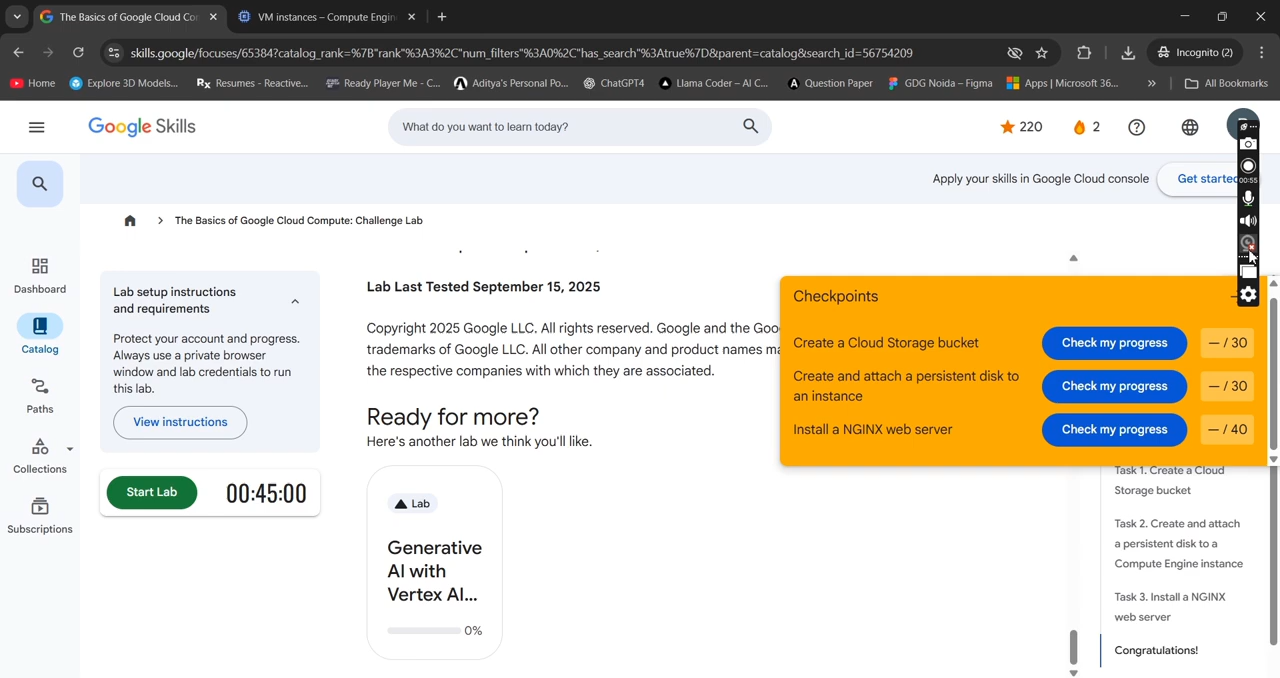 The Basics of Google Cloud Co
VM instances – Compute Engin
skills.google/focuses/65384?catalog_rank=%7B"rank"%3A3%2C"num_filters"%3A0%2C"has_search"%3Atrue%7D&parent=catalog&search_id=56754209
Incognito (2)
Home
Explore 3D Models...
Resumes - Reactive...
Ready Player Me - C...
Aditya's Personal Po...
ChatGPT4
Llama Coder – AI C...
Question Paper
GDG Noida – Figma
Apps | Microsoft 36...
»
All Bookmarks
Google Skills
What do you want to learn today?
220
2
00:55
Apply your skills in Google Cloud console
Get started
The Basics of Google Cloud Compute: Challenge Lab
Dashboard
Catalog
Paths
Collections
Subscriptions
Lab setup instructions
and requirements
Protect your account and progress.
Always use a private browser
window and lab credentials to run
this lab.
View instructions
Start Lab
00:45:00
Lab Last Tested September 15, 2025
Copyright 2025 Google LLC. All rights reserved. Google and the Goo
trademarks of Google LLC. All other company and product names ma
the respective companies with which they are associated.
Ready for more?
Here's another lab we think you'll like.
Lab
Generative
AI with
Vertex AI...
0%
Checkpoints
Create a Cloud Storage bucket
Check my progress
– / 30
Create and attach a persistent disk to
an instance
Check my progress
– / 30
Install a NGINX web server
Check my progress
– / 40
Task 1. Create a Cloud
Storage bucket
Task 2. Create and attach
a persistent disk to a
Compute Engine instance
Task 3. Install a NGINX
web server
Congratulations!